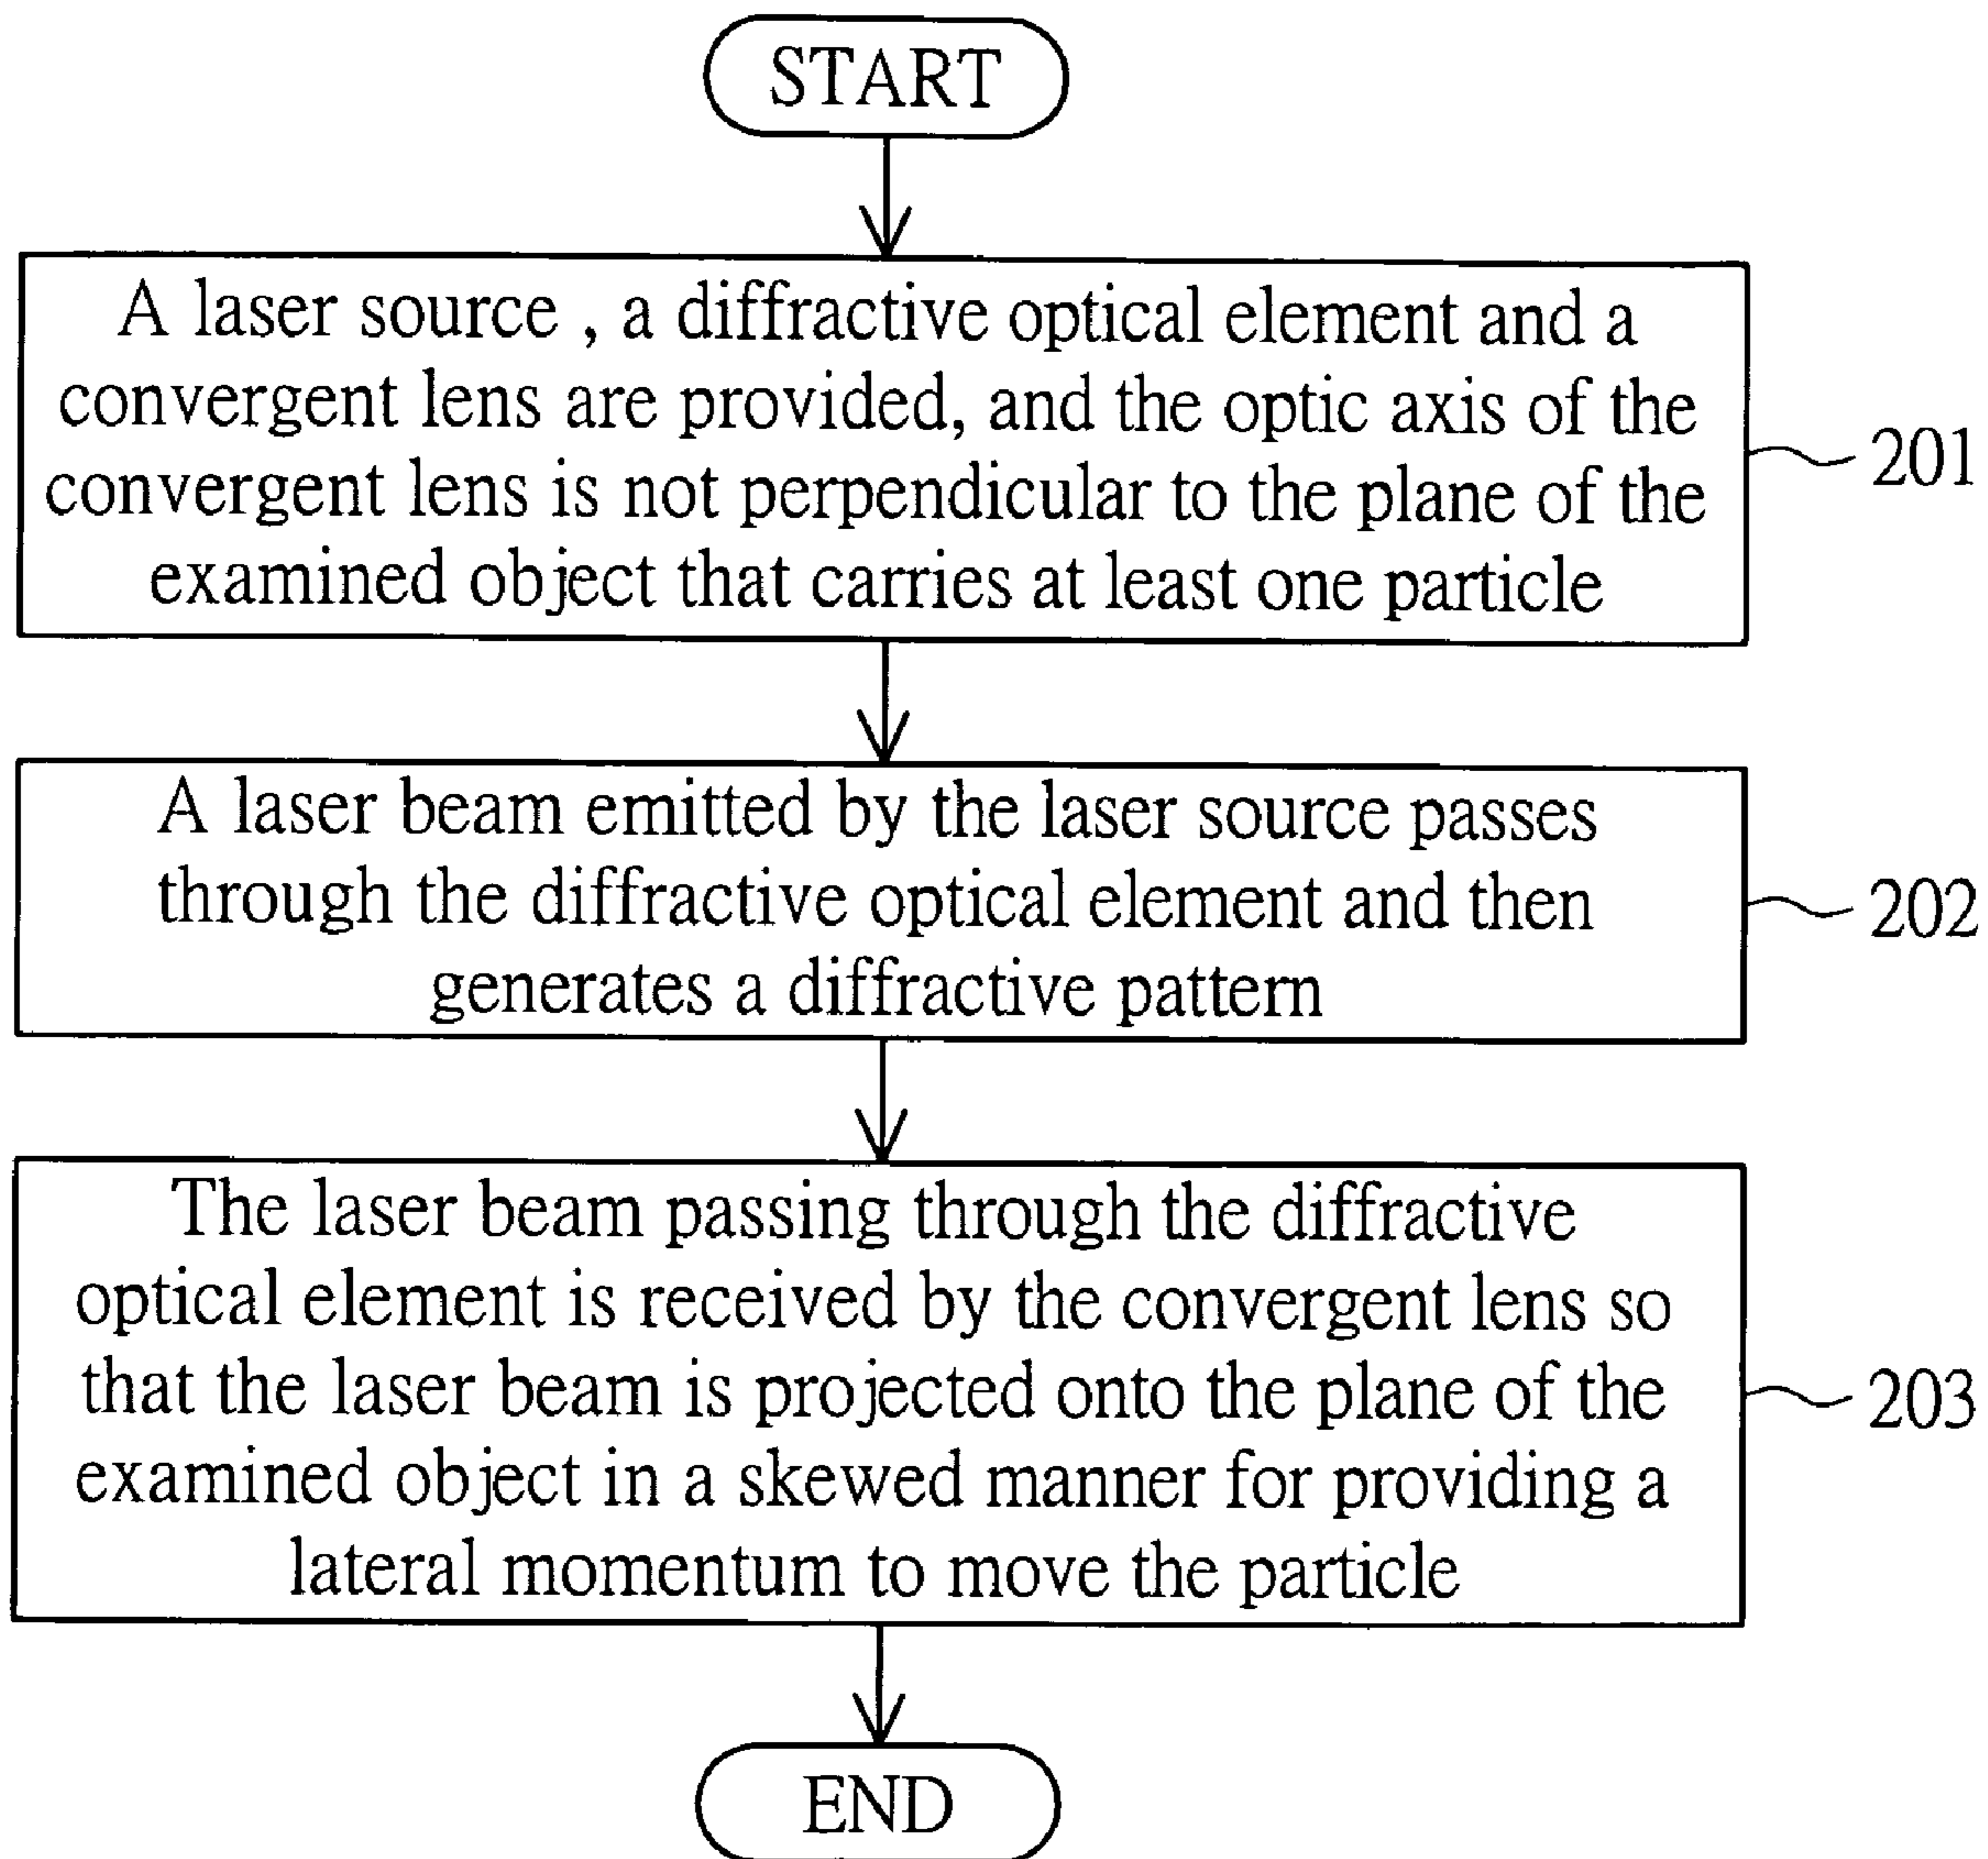 START
A laser source , a diffractive optical element and a
convergent lens are provided, and the optic axis of the
convergent lens is not perpendicular to the plane of the
examined object that carries at least one particle
201
A laser beam emitted by the laser source passes
through the diffractive optical element and then
generates a diffractive pattern
202
The laser beam passing through the diffractive
optical element is received by the convergent lens so
that the laser beam is projected onto the plane of the
examined object in a skewed manner for providing a
lateral momentum to move the particle
203
END